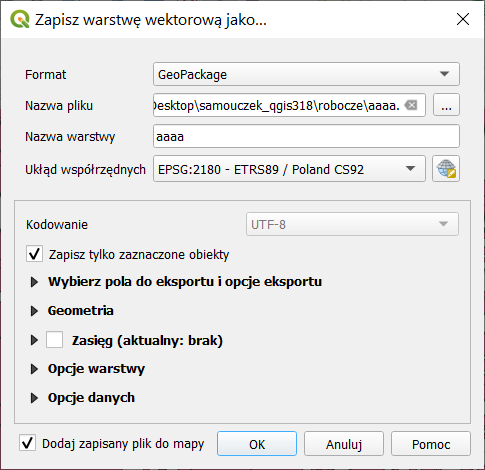 Zapisz warstwę wektorową jako...
Format GeoPackage
Nazwa pliku Desktop\samouczek_qgis318\robocze\aaaa. ...
Nazwa warstwy aaaa
Układ współrzędnych EPSG:2180 - ETRS89 / Poland CS92
Kodowanie UTF-8
Zapisz tylko zaznaczone obiekty
Wybierz pola do eksportu i opcje eksportu
Geometria
Zasięg (aktualny: brak)
Opcje warstwy
Opcje danych
Dodaj zapisany plik do mapy OK Anuluj Pomoc